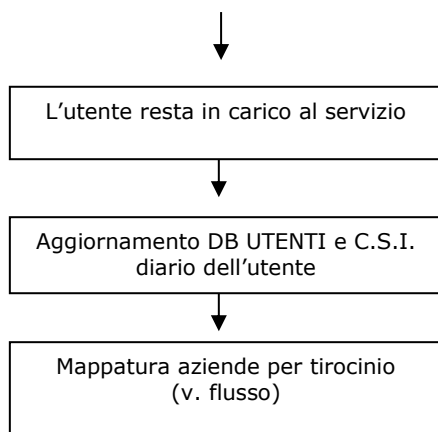 L’utente resta in carico al servizio
Aggiornamento DB UTENTI e C.S.I.
diario dell’utente
Mappatura aziende per tirocinio
(v. flusso)